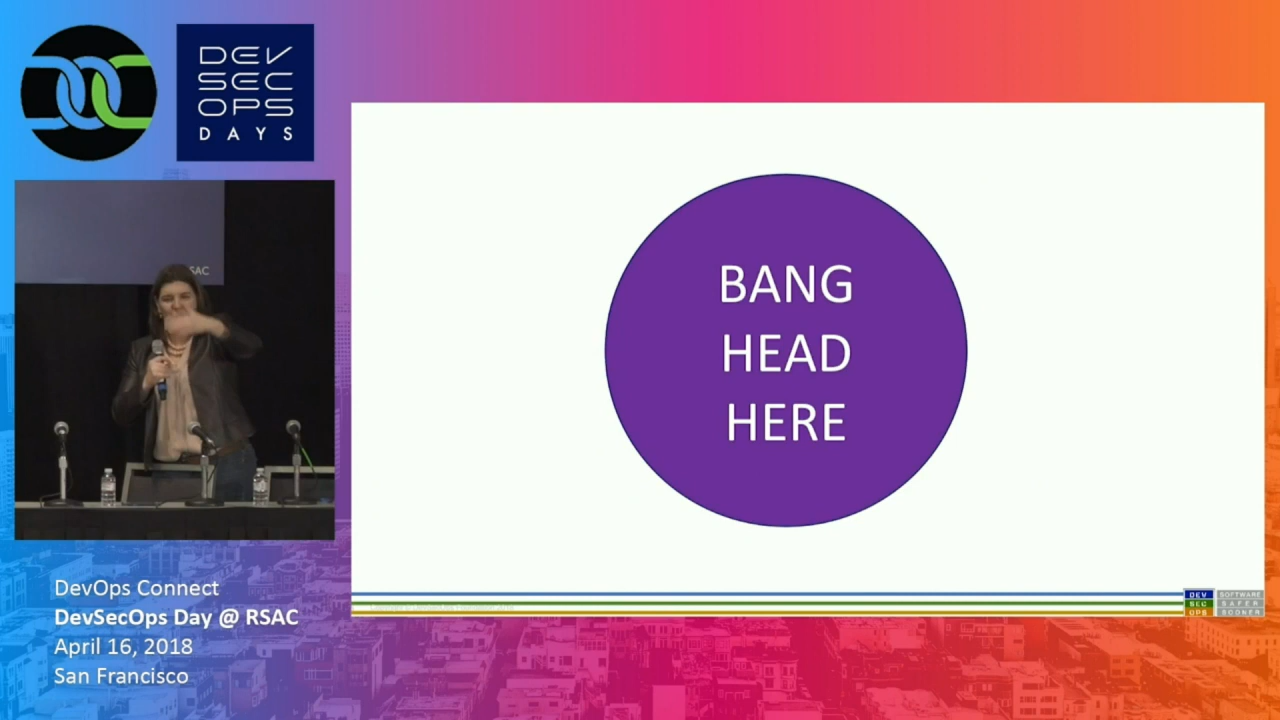 DEV
SEC
OPS
DAYS
SAC
BANG
HEAD
HERE
DevOps Connect
DevSecOps Day @ RSAC
April 16, 2018
San Francisco
DEV SOFTWARE
SEC SAFER
OPS SOONER